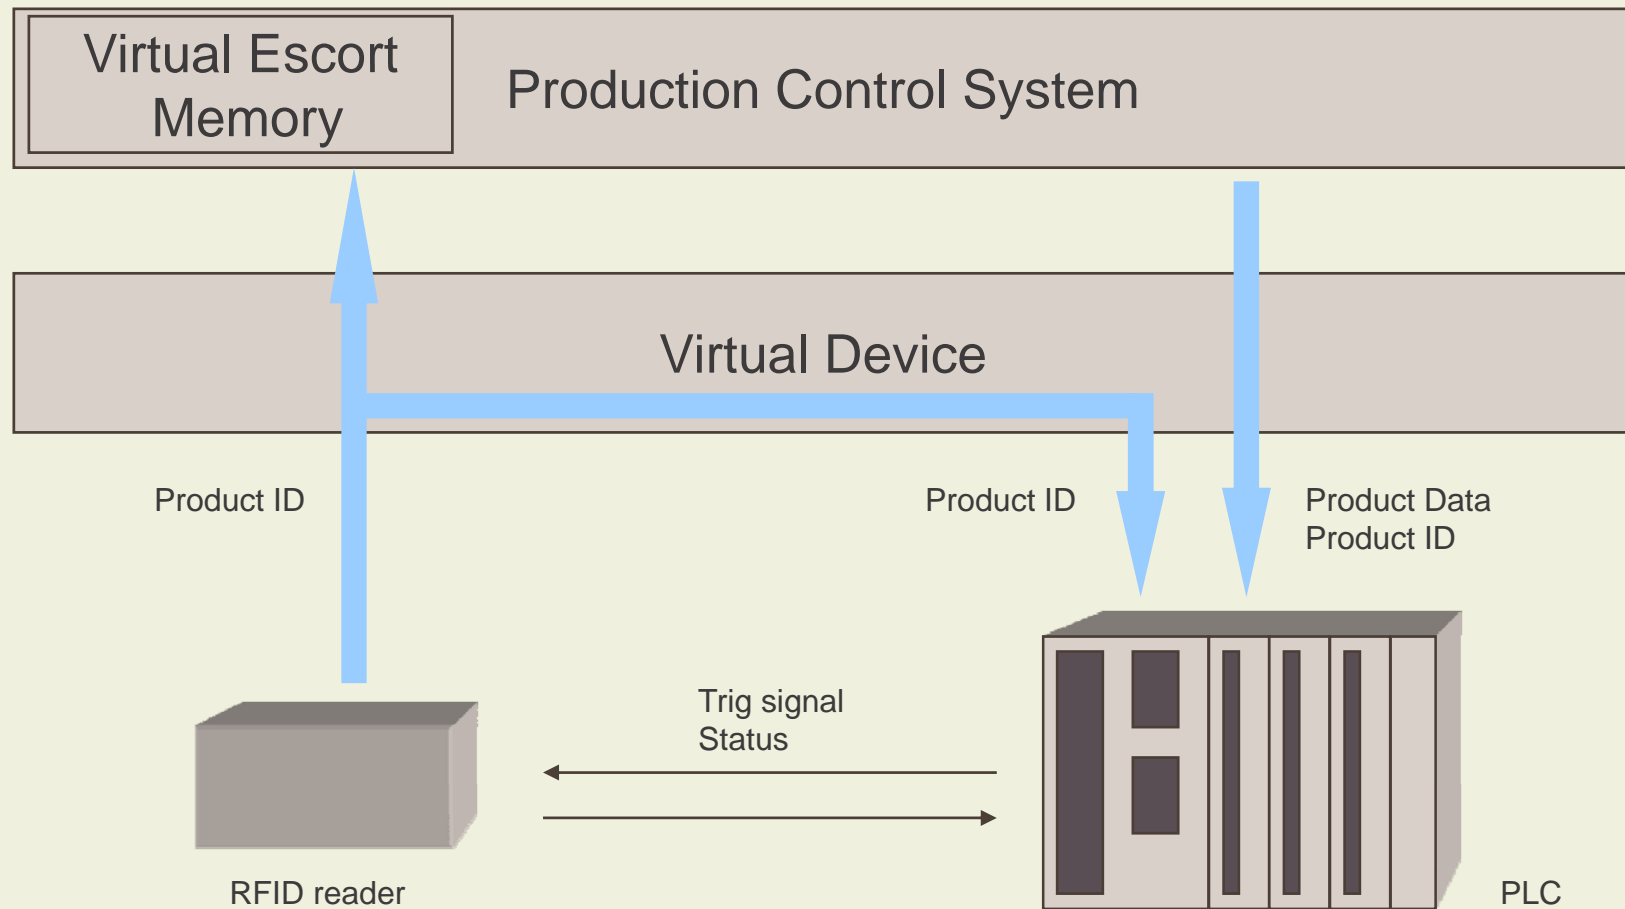 Virtual Escort
Memory
Production Control System
Virtual Device
Product ID
Product ID
Product Data
Product ID
Trig signal
Status
RFID reader
PLC